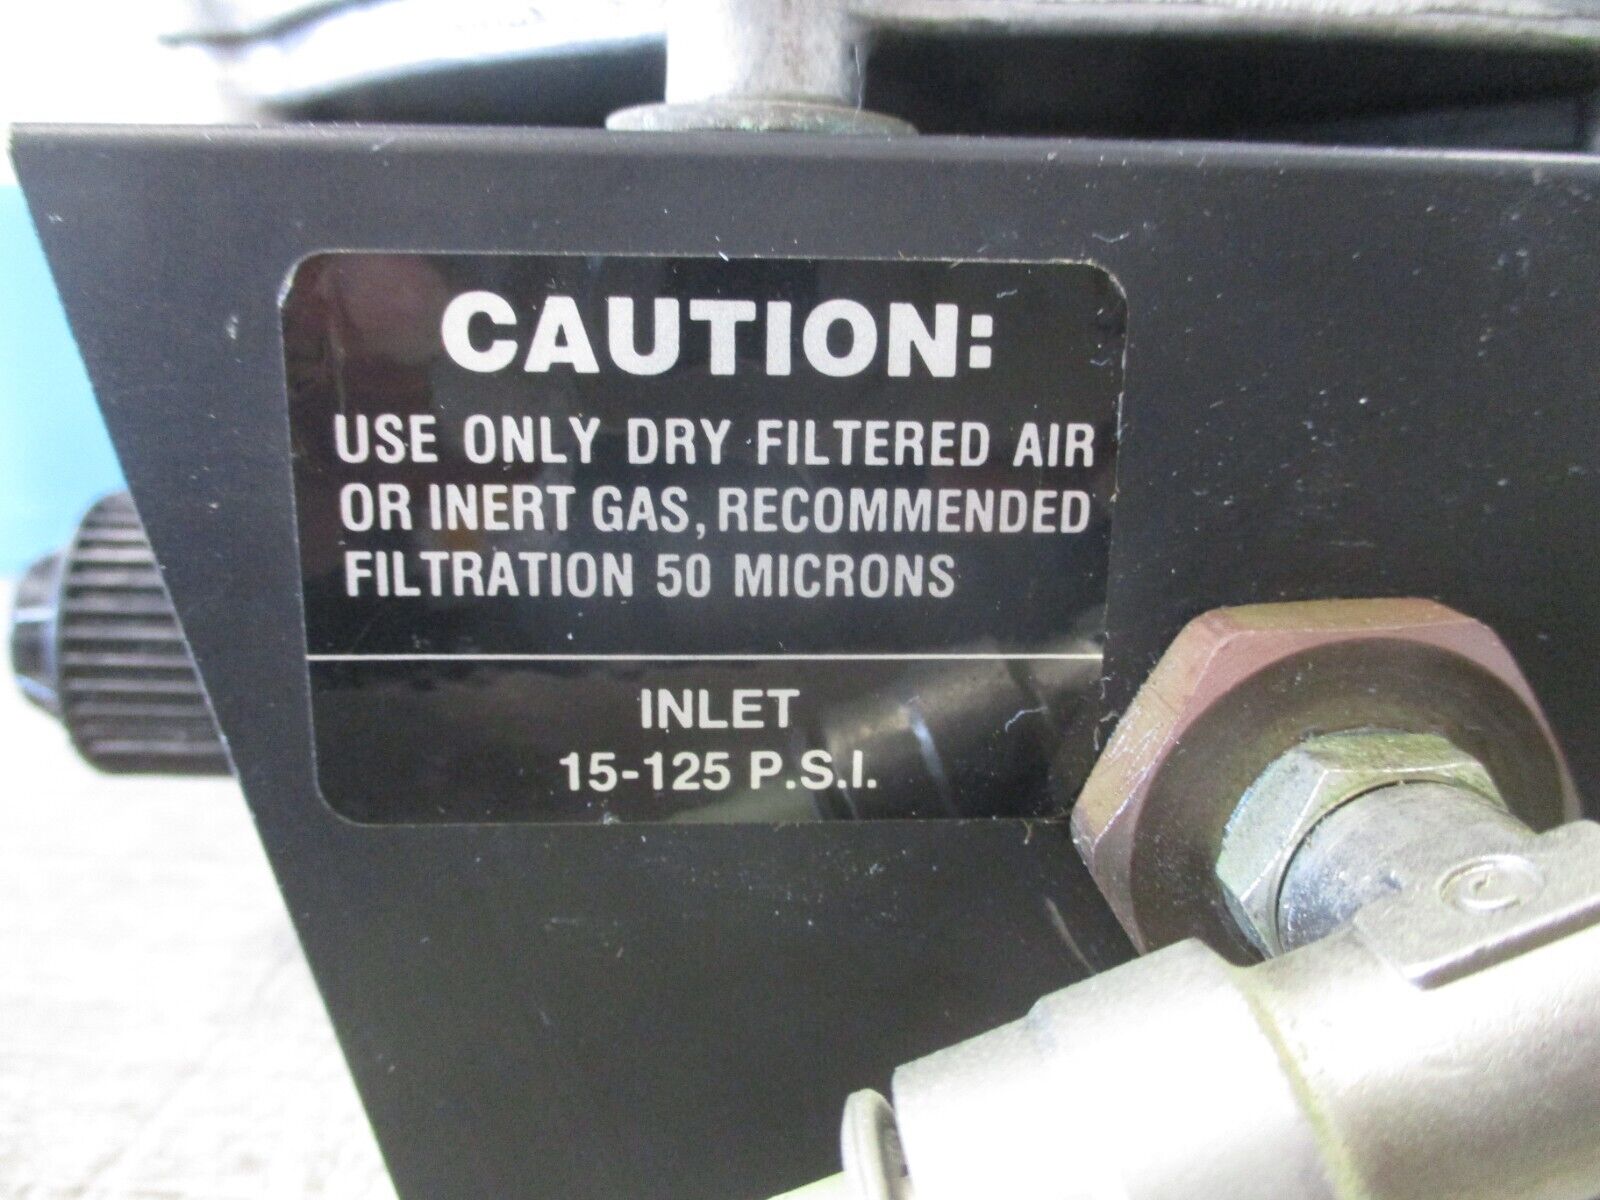 CAUTION:
USE ONLY DRY FILTERED AIR
OR INERT GAS, RECOMMENDED
FILTRATION 50 MICRONS
INLET
15-125 P.S.I.